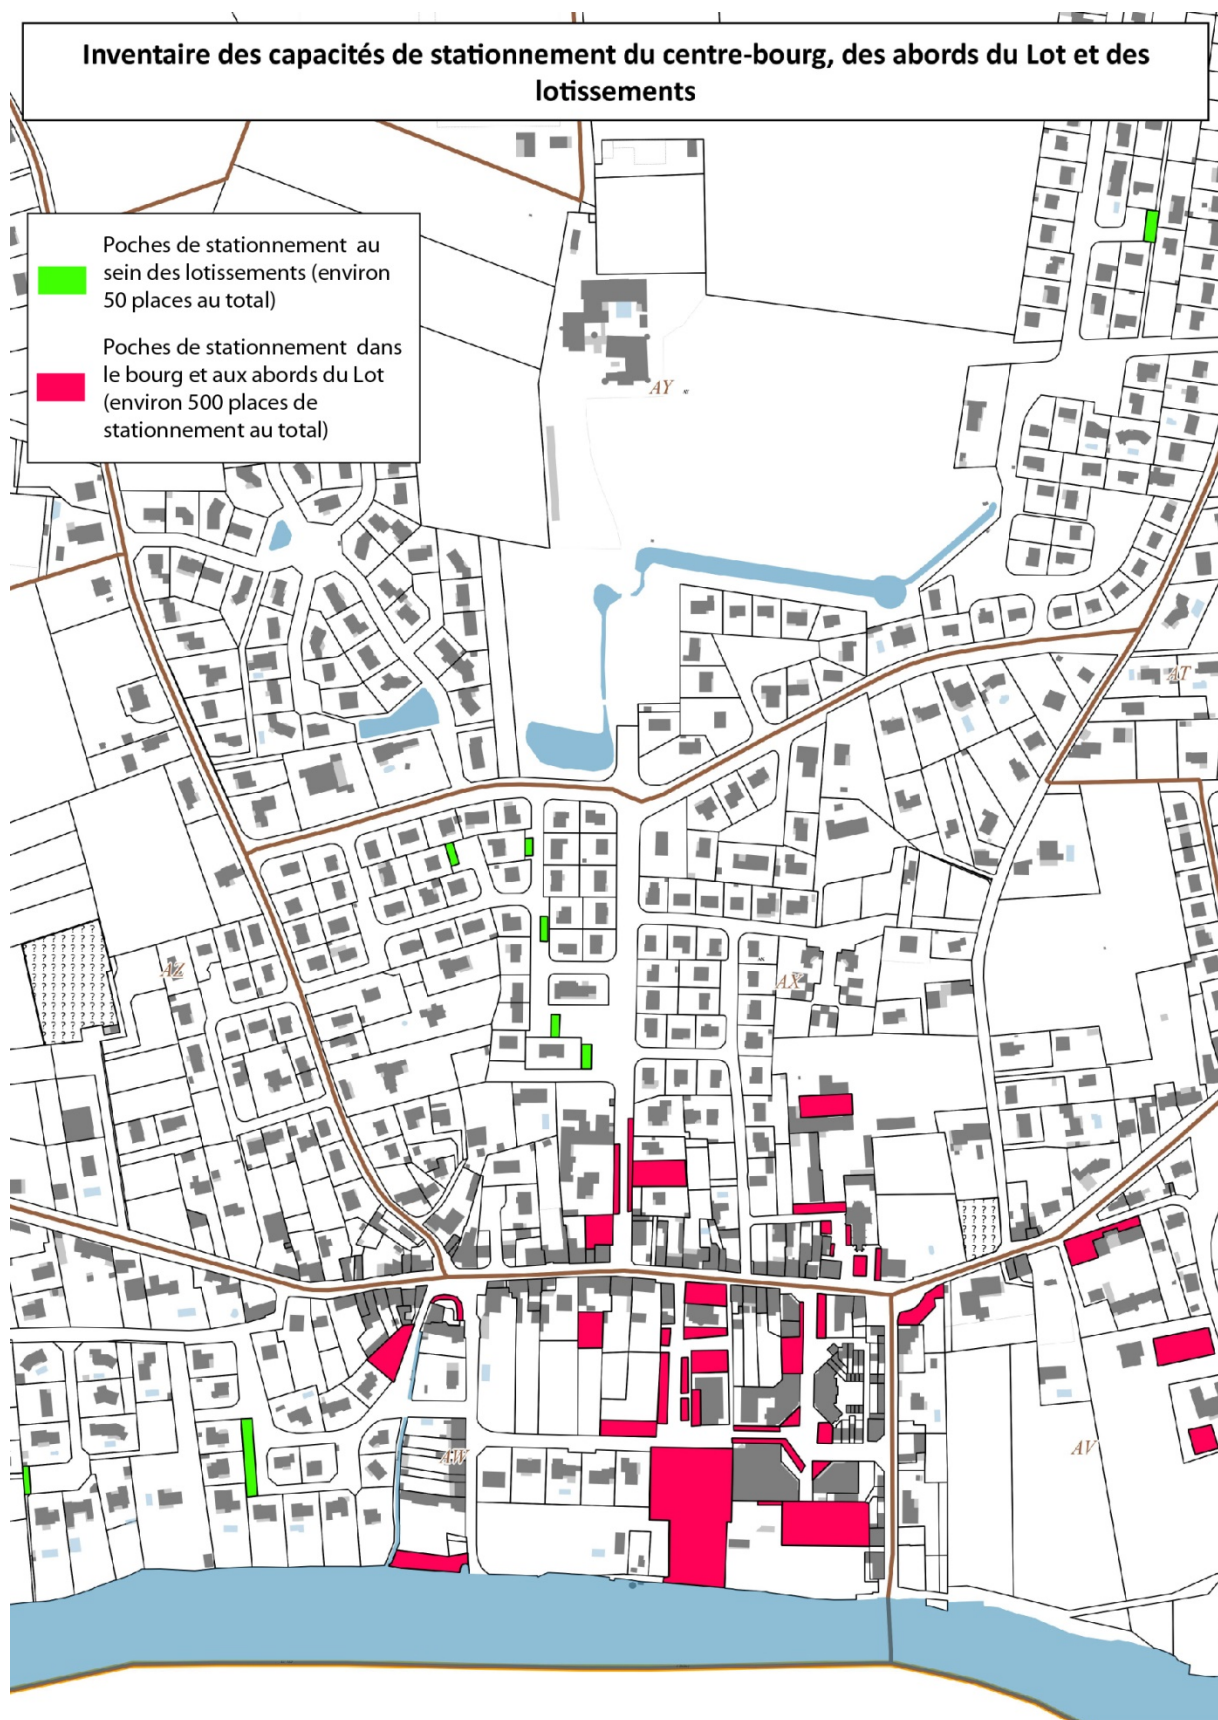 Inventaire des capacités de stationnement du centre-bourg, des abords du Lot et des
lotissements
Poches de stationnement au
sein des lotissements (environ
50 places au total)
Poches de stationnement dans
le bourg et aux abords du Lot
(environ 500 places de
stationnement au total)
AY
AT
AZ
AX
AW
AV